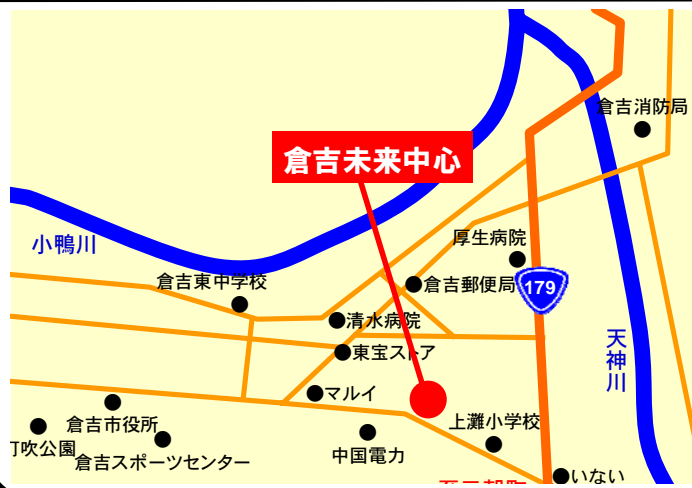 倉吉消防局
倉吉未来中心
小鴨川
厚生病院
倉吉東中学校
倉吉郵便局
179
清水病院
天神川
東宝ストア
マルイ
倉吉市役所
上灘小学校
町吹公園
中国電力
倉吉スポーツセンター
いない